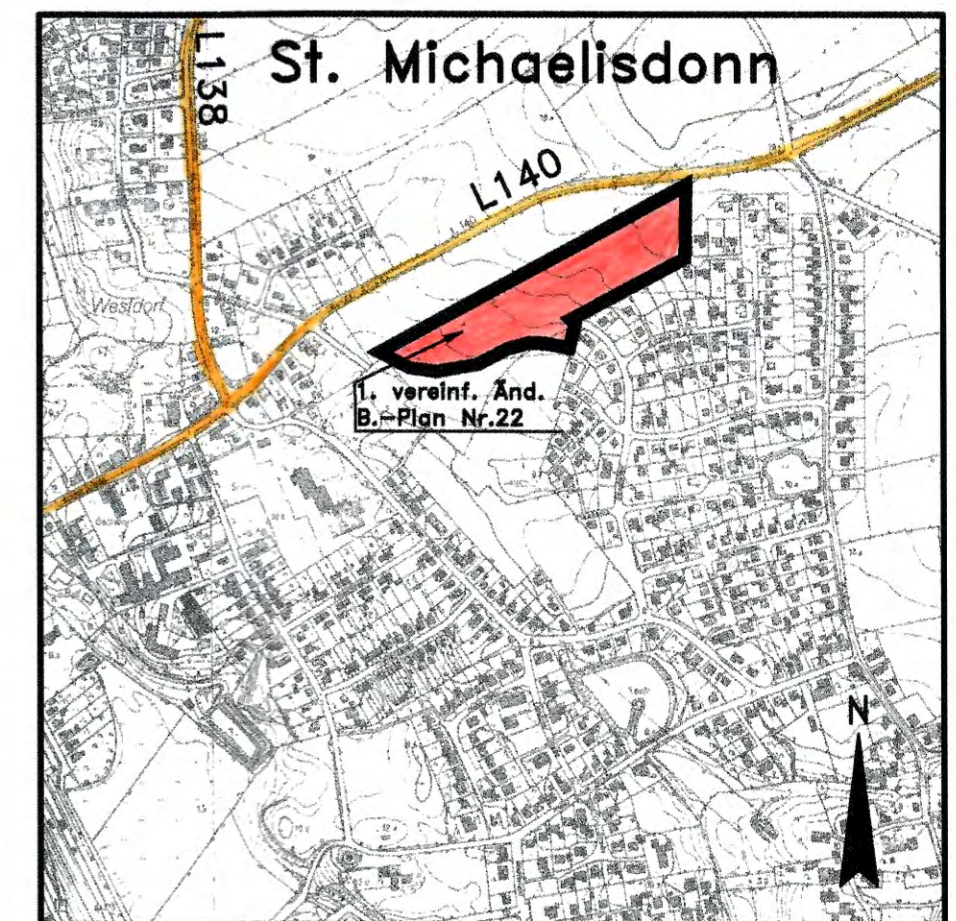 St. Michaelisdonn
L138
L140
Westdorf
1. vereinf. Änd.
B.-Plan Nr.22
N